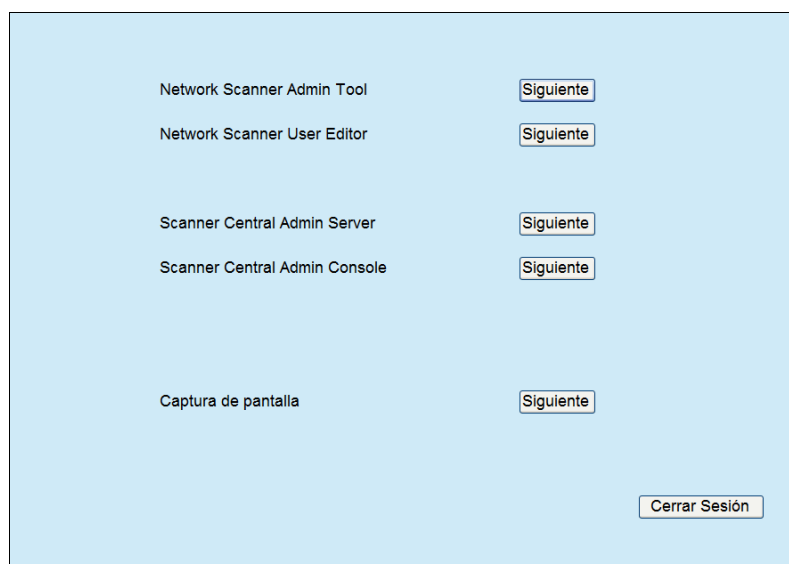 Network Scanner Admin Tool Siguiente
Network Scanner User Editor Siguiente
Scanner Central Admin Server Siguiente
Scanner Central Admin Console Siguiente
Captura de pantalla Siguiente
Cerrar Sesión